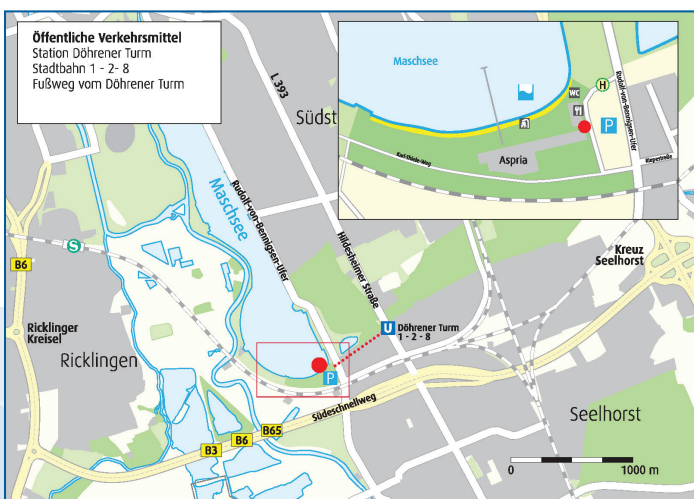 Öffentliche Verkehrsmittel
Station Döhrener Turm
Stadtbahn 1 - 2- 8
Fußweg vom Döhrener Turm
L 393
Südst
Maschsee
WC
H
P
Rudolf-von-Bennigsen-Ufer
Karl-Thiele-Weg
Aspria
Riepestraße
Maschsee
Rudolf-von-Bennigsen-Ufer
Hildesheimer Straße
S
B6
Kreuz
Seelhorst
Ricklinger
Kreisel
Ricklingen
U
Döhrener Turm
1 - 2 - 8
P
Südeschnellweg
Seelhorst
B65
B6
B3
0
1000 m